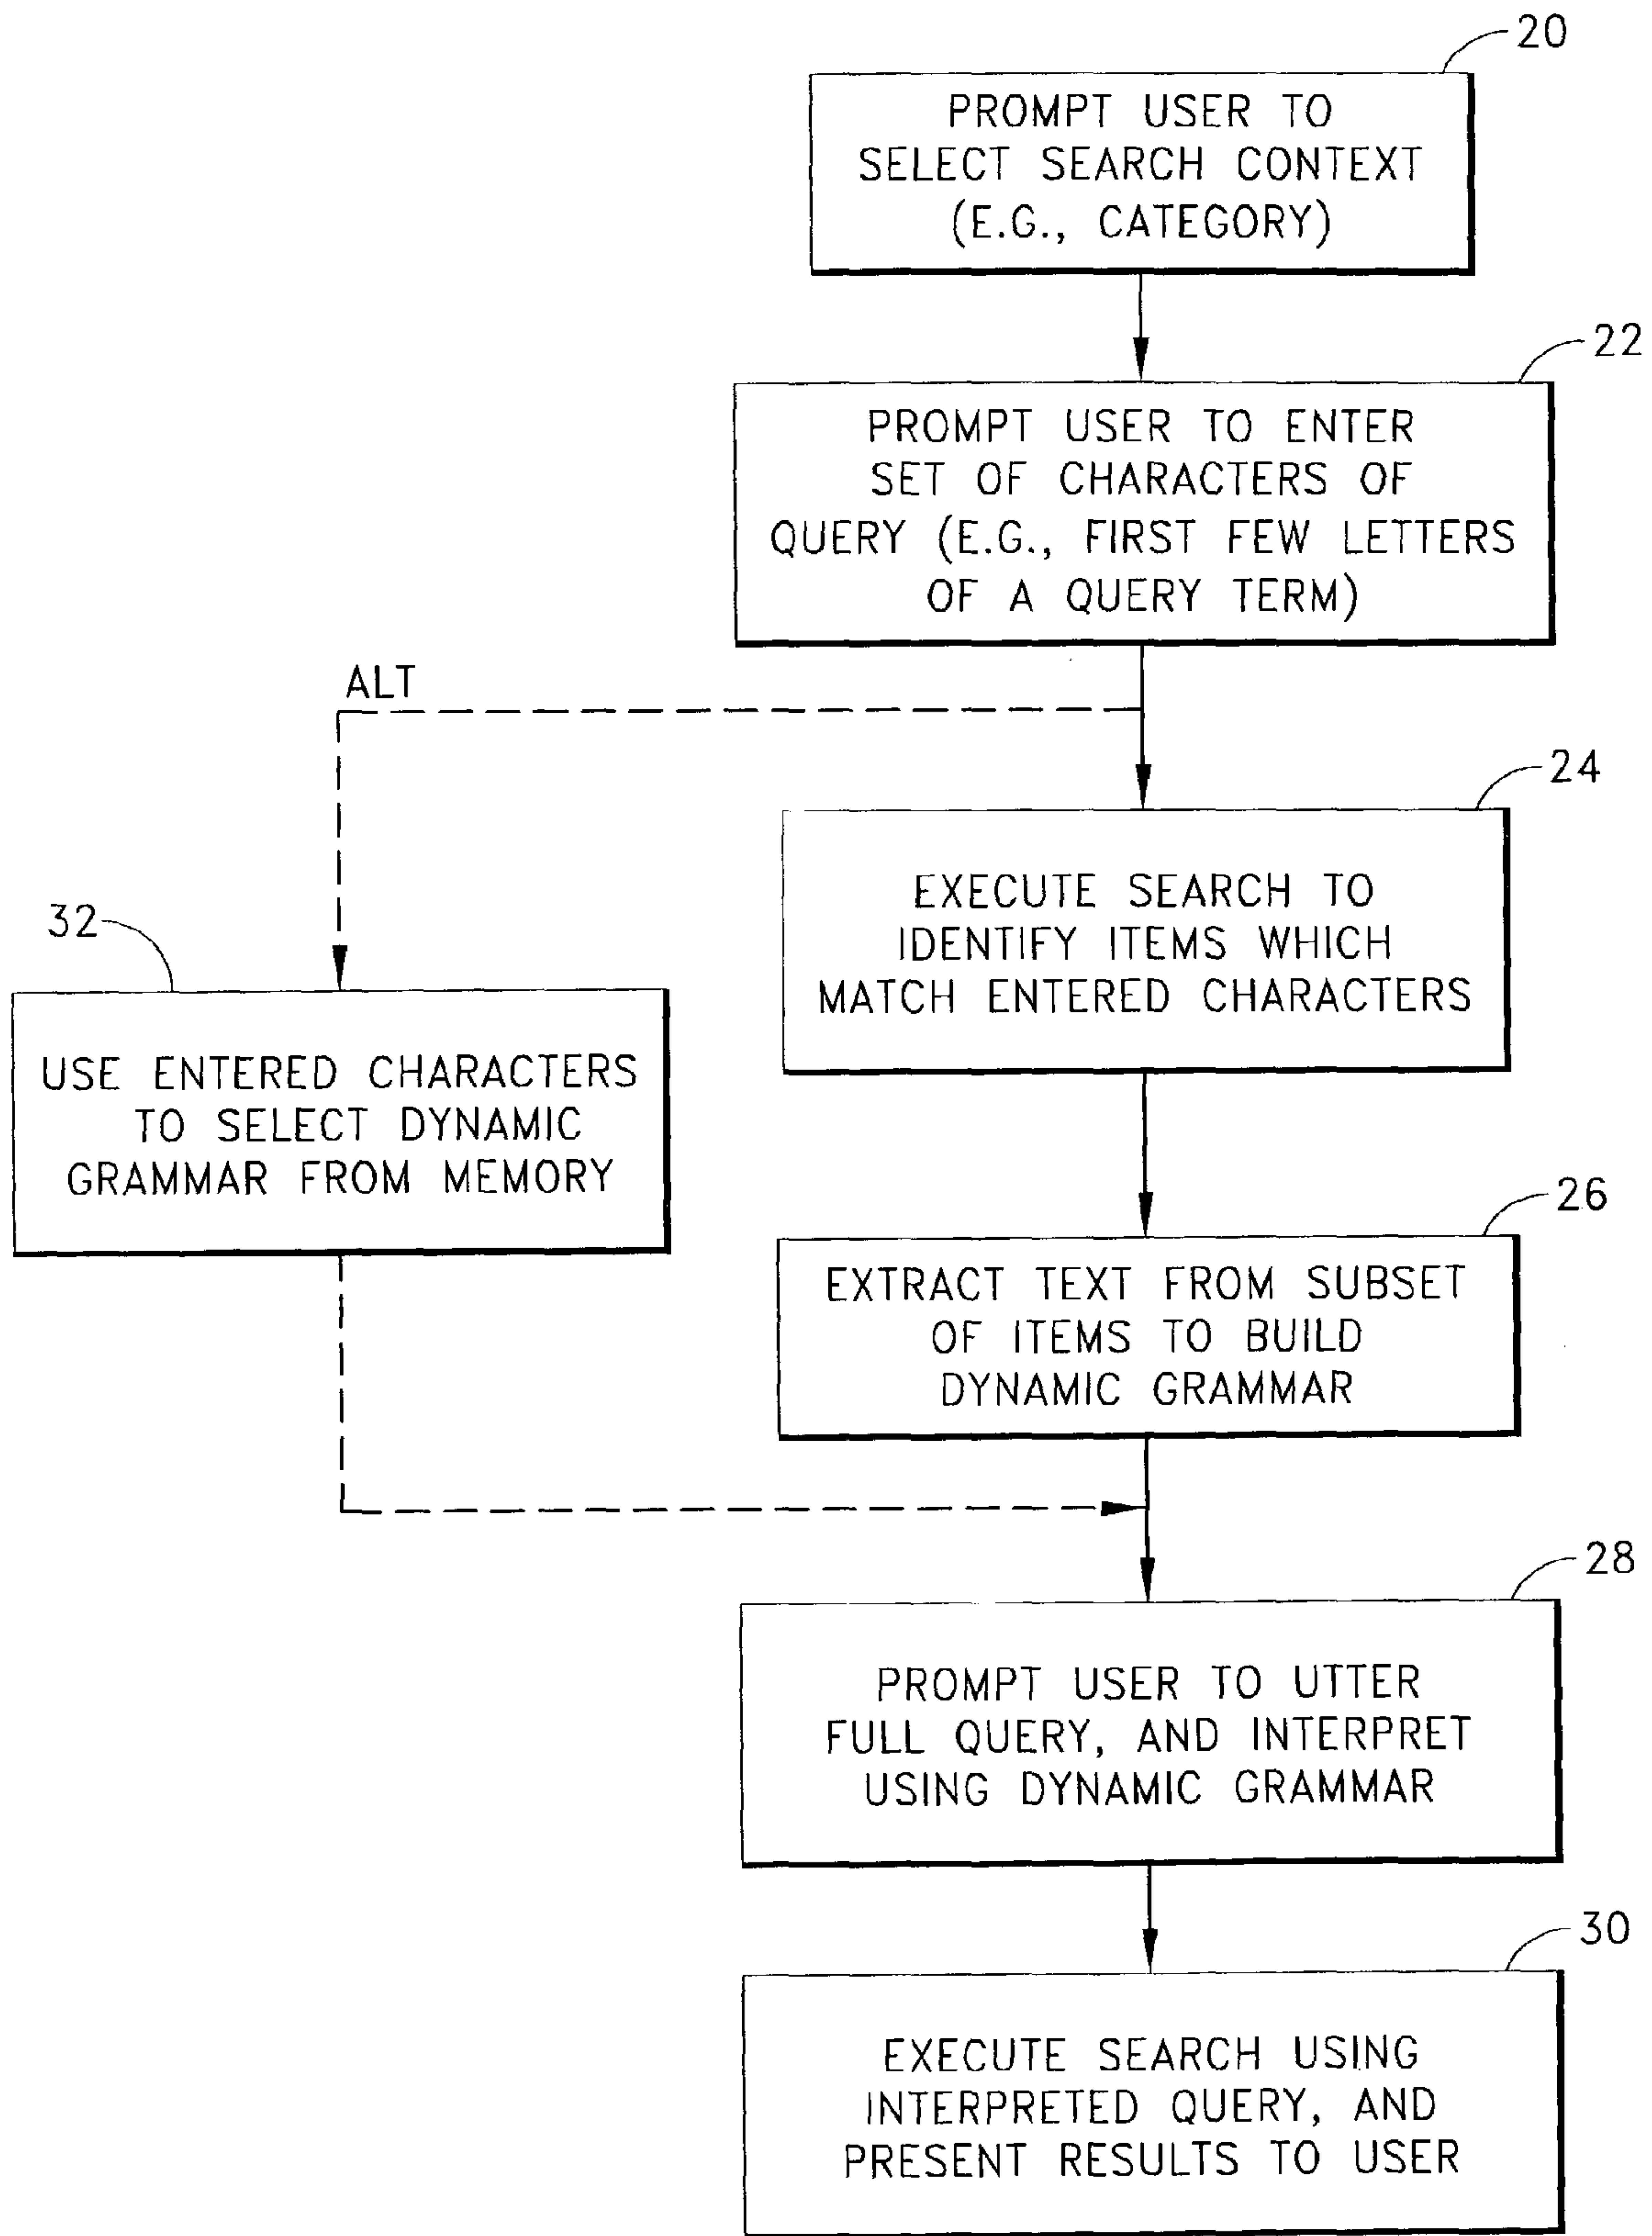 20
PROMPT USER TO
SELECT SEARCH CONTEXT
(E.G., CATEGORY)
22
PROMPT USER TO ENTER
SET OF CHARACTERS OF
QUERY (E.G., FIRST FEW LETTERS
OF A QUERY TERM)
ALT
24
EXECUTE SEARCH TO
IDENTIFY ITEMS WHICH
MATCH ENTERED CHARACTERS
32
USE ENTERED CHARACTERS
TO SELECT DYNAMIC
GRAMMAR FROM MEMORY
26
EXTRACT TEXT FROM SUBSET
OF ITEMS TO BUILD
DYNAMIC GRAMMAR
28
PROMPT USER TO UTTER
FULL QUERY, AND INTERPRET
USING DYNAMIC GRAMMAR
30
EXECUTE SEARCH USING
INTERPRETED QUERY, AND
PRESENT RESULTS TO USER